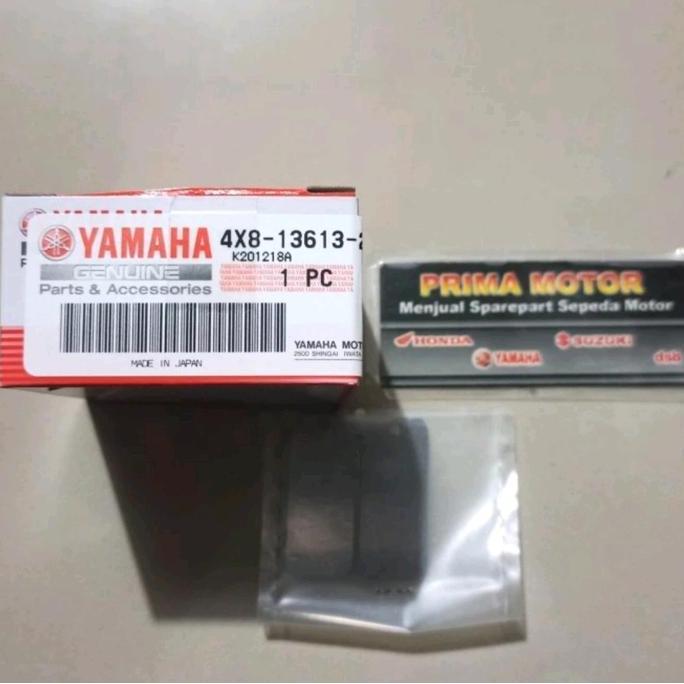 YAMAHA
GENUINE
Parts & Accessories
4X8-13613-
K201218A
1 PC
YAMAHA MOT
2500 SHINGAI IWATA
MADE IN JAPAN
PRIMA MOTOR
Menjual Sparepart Sepeda Motor
HONDA
SUZUKI
YAMAHA
dsb